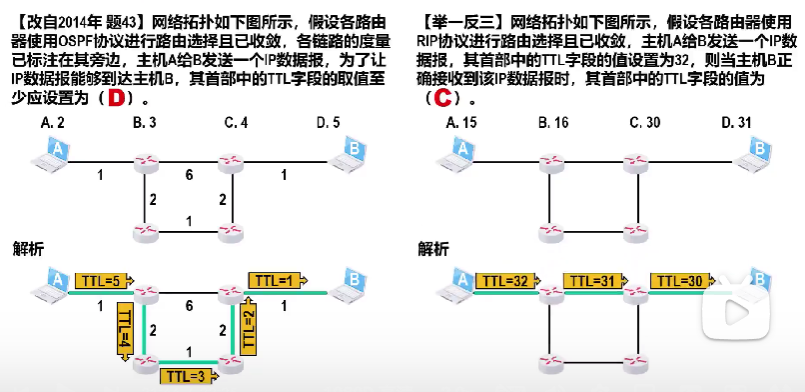 【改自2014年 题43】网络拓扑如下图所示，假设各路由
器使用OSPF协议进行路由选择且已收敛，各链路的度量
已标注在其旁边，主机A给B发送一个IP数据报，为了让
IP数据报能够到达主机B，其首部中的TTL字段的取值至
少应设置为（D）。
A. 2 B. 3 C. 4 D. 5
A B
1 6 1
2 2
1
解析
A TTL=5 TTL=1 B
1 6 1
TTL=4 2 2 TTL=2
1
TTL=3
【举一反三】网络拓扑如下图所示，假设各路由器使用
RIP协议进行路由选择且已收敛，主机A给B发送一个IP数
据报，其首部中的TTL字段的值设置为32，则当主机B正
确接收到该IP数据报时，其首部中的TTL字段的值为
（C）。
A. 15 B. 16 C. 30 D. 31
A B
解析
A TTL=32 TTL=31 TTL=30 B